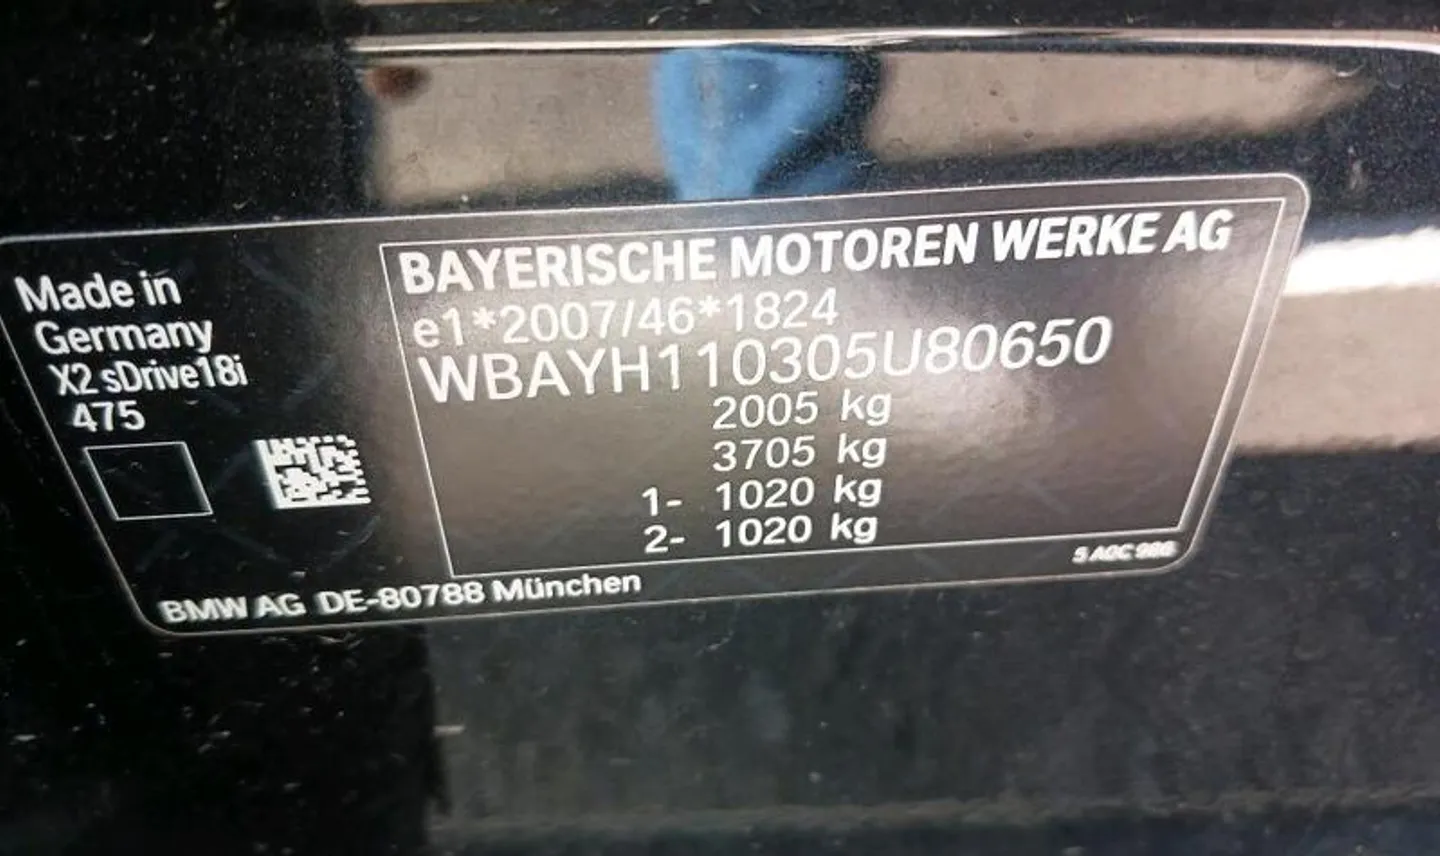 Made in
Germany
X2 sDrive18i
475
BAYERISCHE MOTOREN WERKE AG
e1*2007/46*1824
WBAYH110305U80650
2005 kg
3705 kg
1- 1020 kg
2- 1020 kg
BMW AG DE-80788 München
5 A0C 986